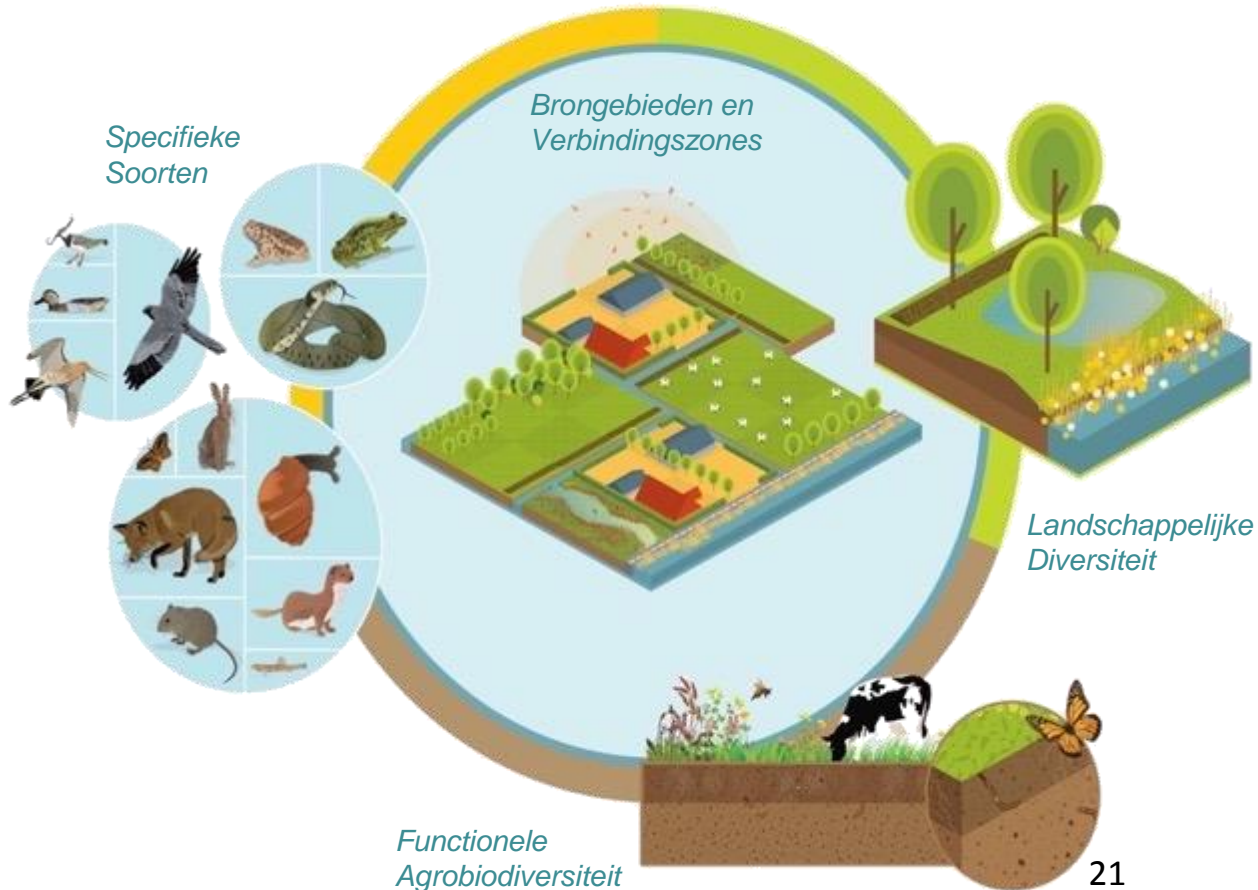 Brongebieden en
Verbindingszones
Specifieke
Soorten
Landschappelijke
Diversiteit
Functionele
Agrobiodiversiteit
21